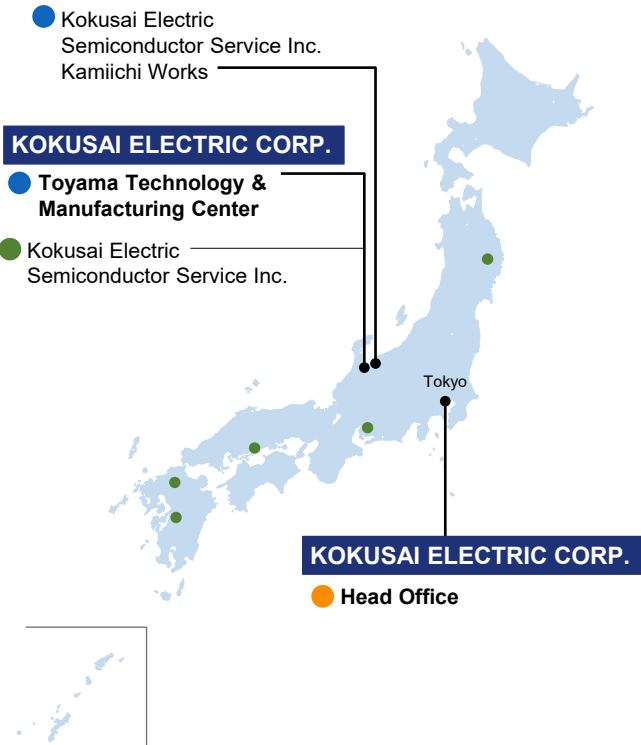 Kokusai Electric
Semiconductor Service Inc.
Kamiichi Works
KOKUSAI ELECTRIC CORP.
Toyama Technology &
Manufacturing Center
Kokusai Electric
Semiconductor Service Inc.
Tokyo
KOKUSAI ELECTRIC CORP.
Head Office